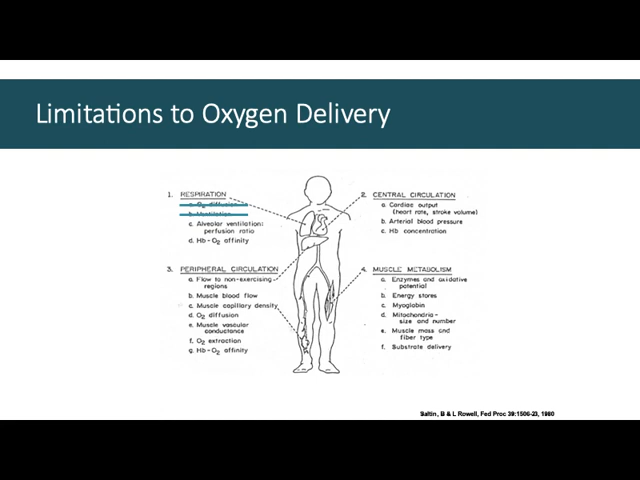 Limitations to Oxygen Delivery
1. RESPIRATION
a. O2 diffusion
b. Ventilation
c. Alveolar ventilation:
perfusion ratio
d. Hb-O2 affinity
2. CENTRAL CIRCULATION
a. Cardiac output
(heart rate, stroke volume)
b. Arterial blood pressure
c. Hb concentration
3. PERIPHERAL CIRCULATION
a. Flow to non-exercising
regions
b. Muscle blood flow
c. Muscle capillary density
d. O2 diffusion
e. Muscle vascular
conductance
f. O2 extraction
g. Hb-O2 affinity
4. MUSCLE METABOLISM
a. Enzymes and oxidative
potential
b. Energy stores
c. Myoglobin
d. Mitochondria -
size and number
e. Muscle mass and
fiber type
f. Substrate delivery
Saltin, B & L Rowell, Fed Proc 39:1506-23, 1980